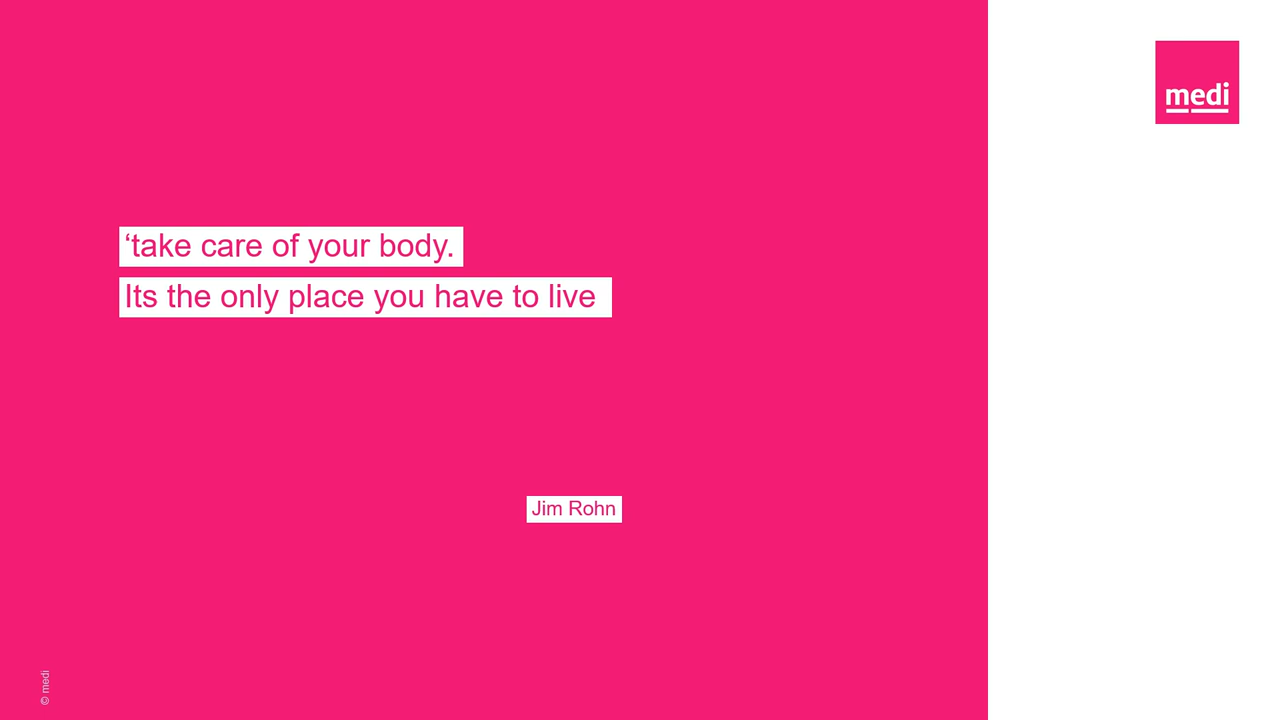 medi
‘take care of your body.
Its the only place you have to live
Jim Rohn
© medi